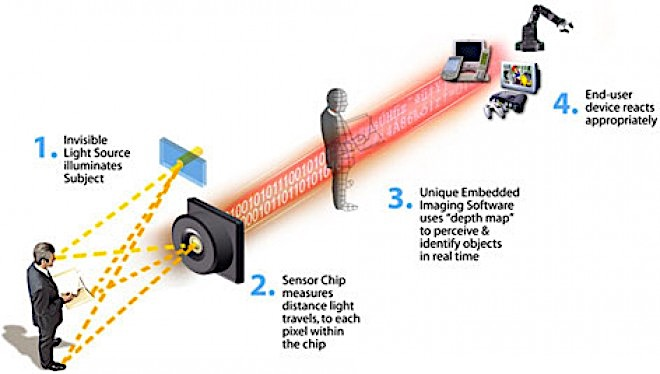 1. Invisible
Light Source
illuminates
Subject
2. Sensor Chip
measures
distance light
travels, to each
pixel within
the chip
3. Unique Embedded
Imaging Software
uses "depth map"
to perceive &
identify objects
in real time
4. End-user
device reacts
appropriately